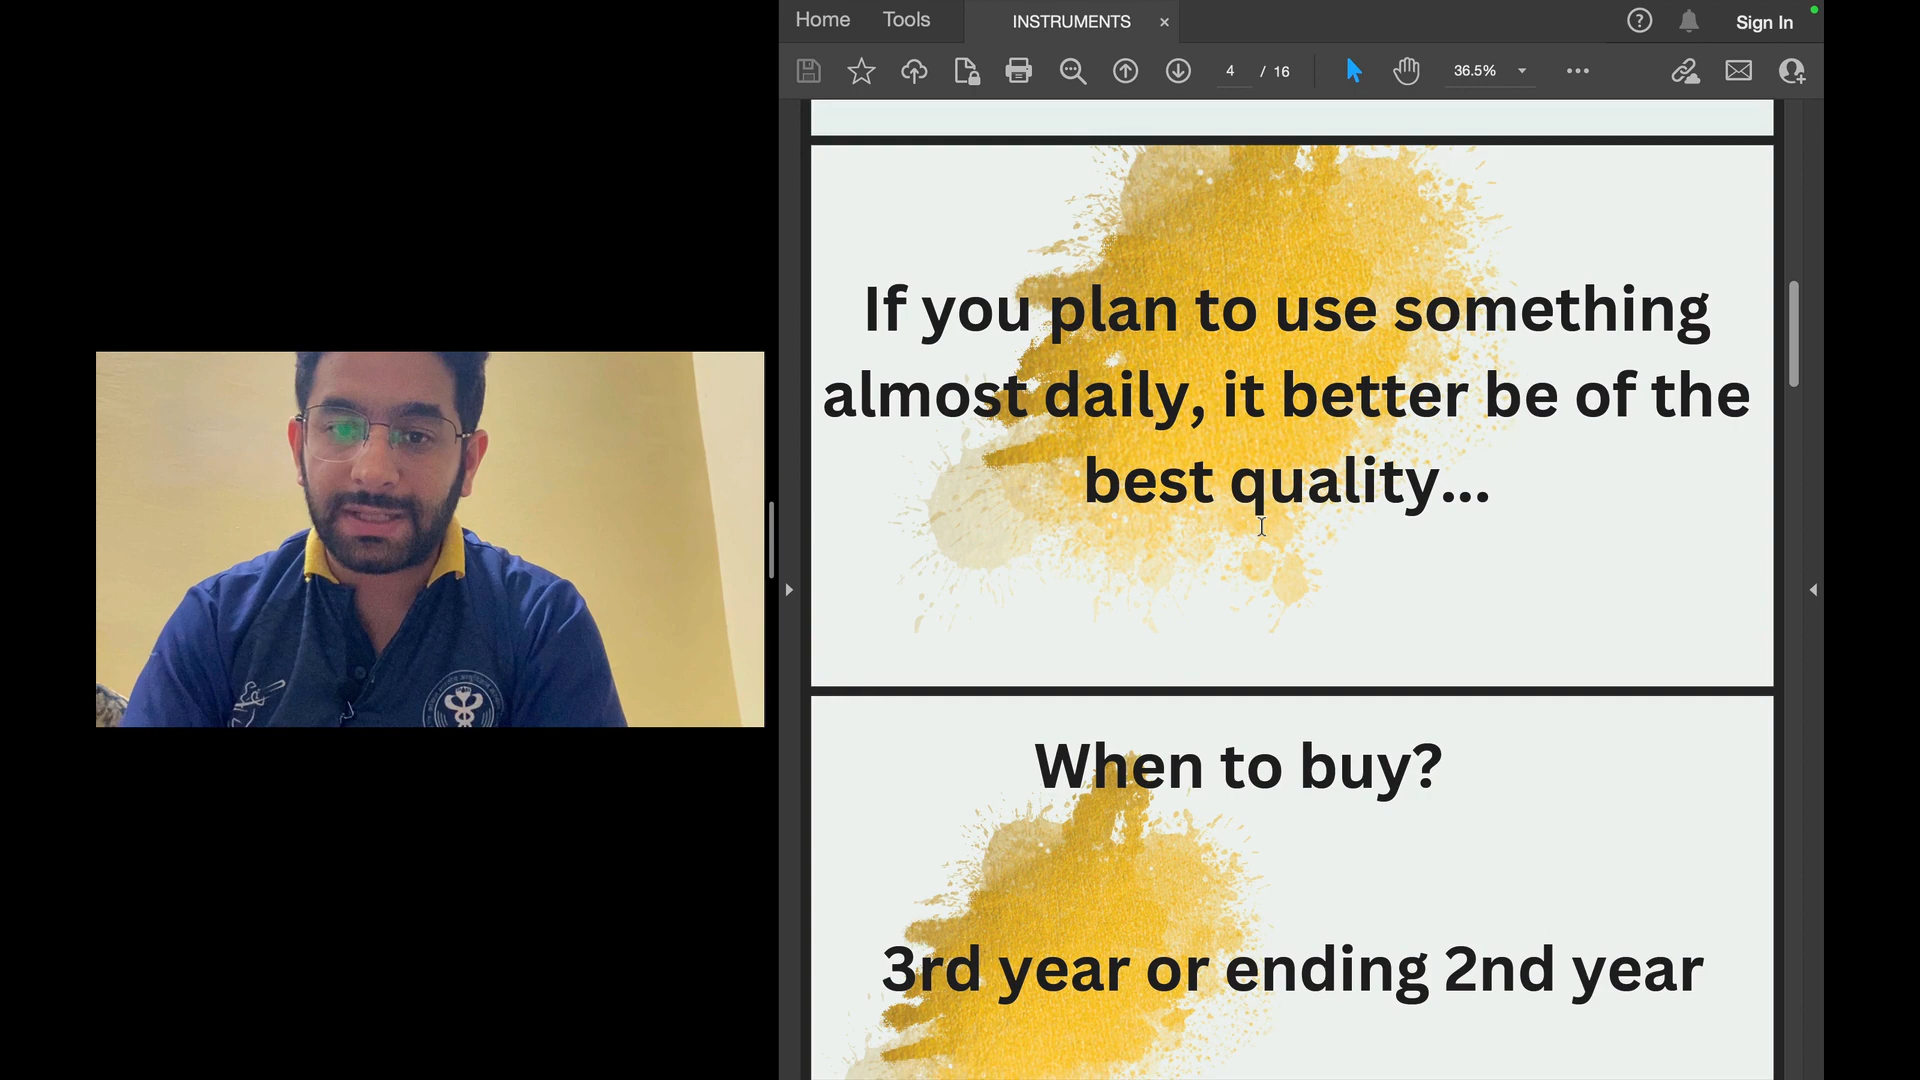 Home
Tools
INSTRUMENTS
Sign In
4 / 16
36.5%
If you plan to use something
almost daily, it better be of the
best quality...
When to buy?
3rd year or ending 2nd year